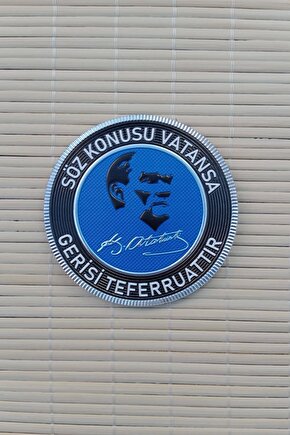 SÖZ KONUSU VATANSA
K. Atatürk
GERİSİ TEFERRUATTIR